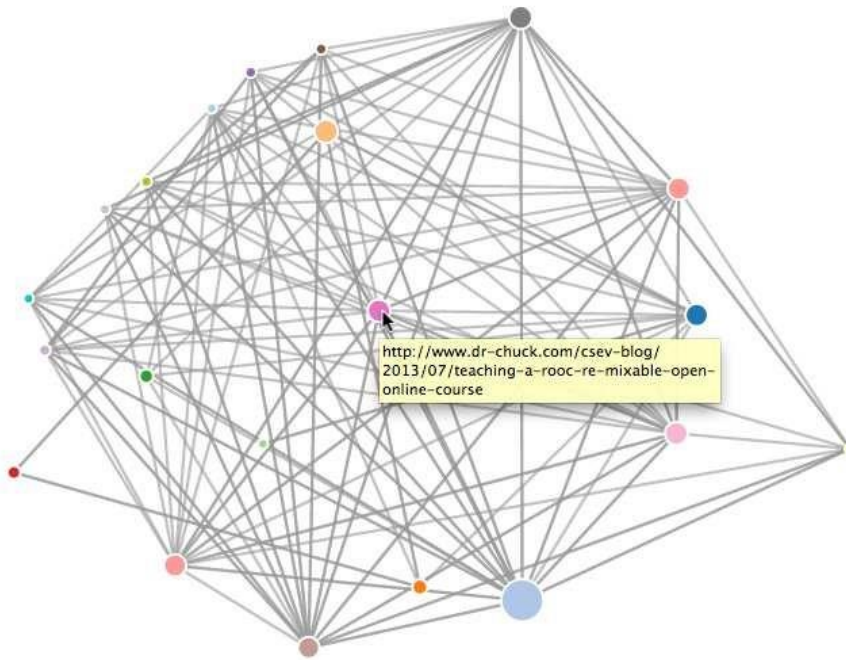 http://www.dr-chuck.com/csev-blog/
2013/07/teaching-a-rooc-re-mixable-open-
online-course